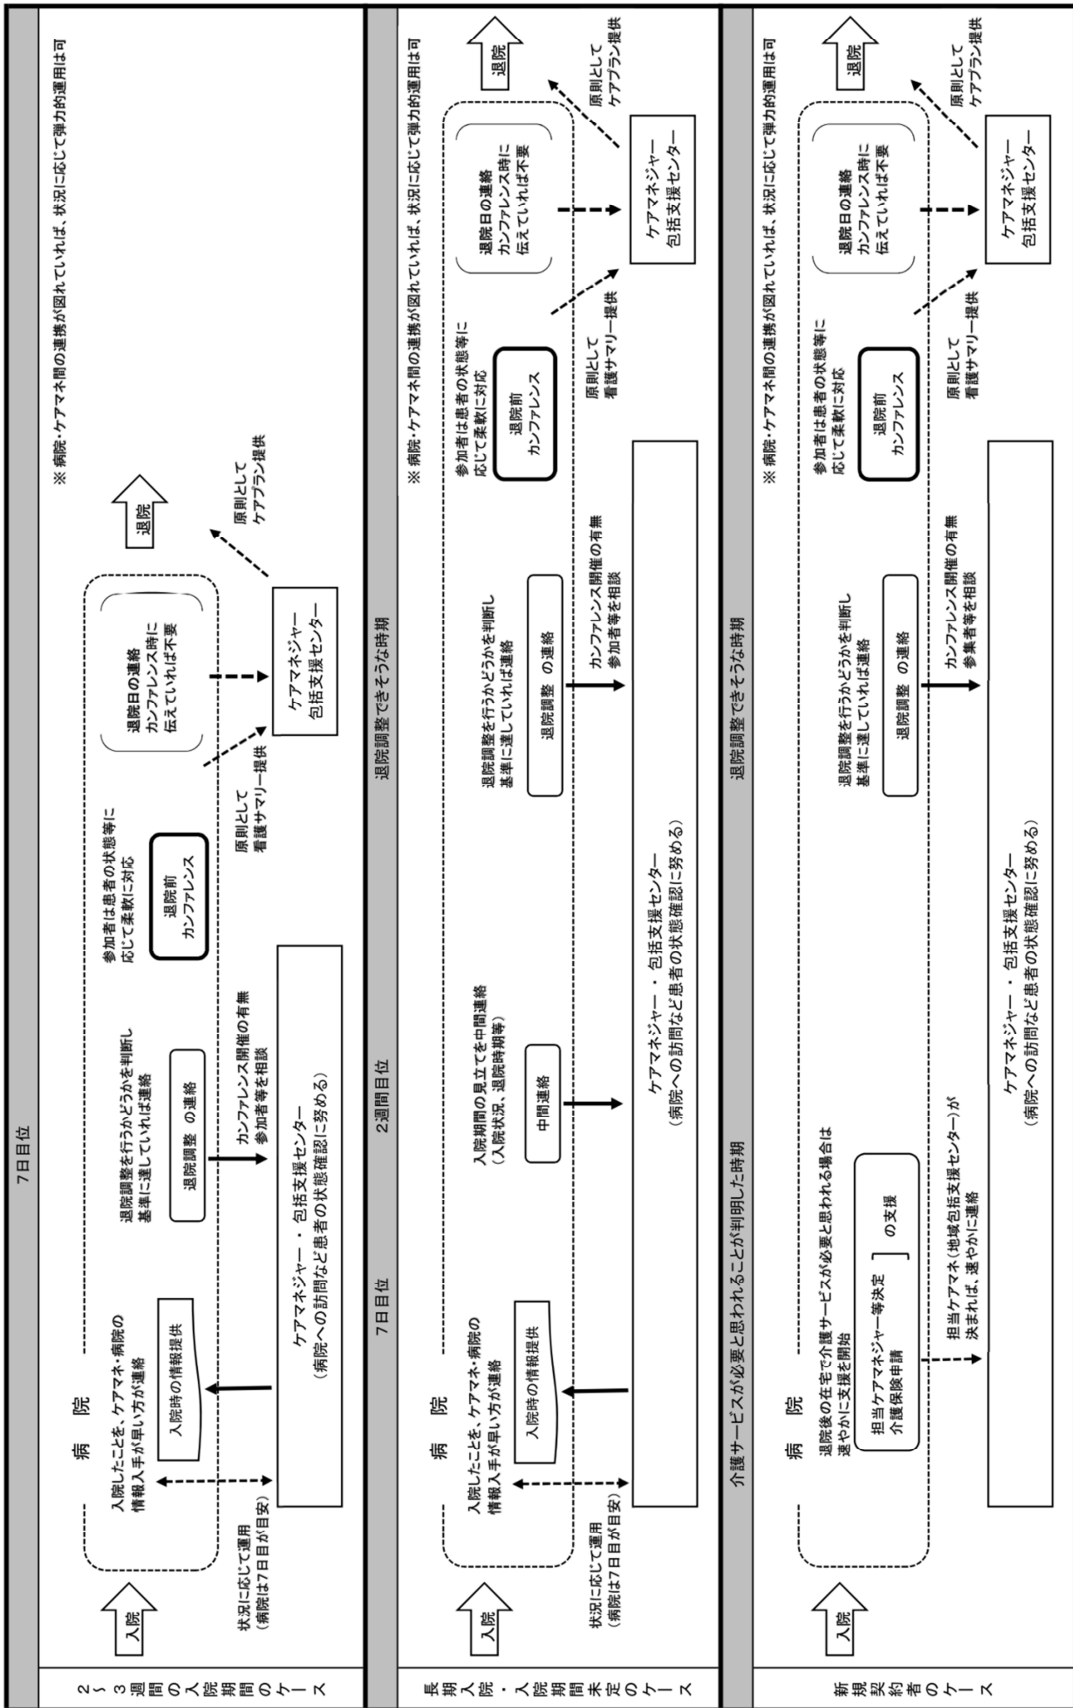 2～3週間の入院期間のケース
7日目位
※ 病院・ケアマネ間の連携が図れていれば、状況に応じて弾力的運用は可
入院
病　院
入院したことを、ケアマネ・病院の
情報入手が早い方が連絡
入院時の情報提供
状況に応じて運用
(病院は7日目が目安)
退院調整を行うかどうかを判断し
基準に達していれば連絡
退院調整 の連絡
カンファレンス開催の有無
参加者等を相談
ケアマネジャー ・ 包括支援センター
(病院への訪問など患者の状態確認に努める)
参加者は患者の状態等に
応じて柔軟に対応
退院前
カンファレンス
原則として
看護サマリー提供
退院日の連絡
カンファレンス時に
伝えていれば不要
ケアマネジャー
包括支援センター
原則として
ケアプラン提供
退院
長期入院・入院期間未定のケース
7日目位
2週間目位
退院調整できそうな時期
※ 病院・ケアマネ間の連携が図れていれば、状況に応じて弾力的運用は可
入院
病　院
入院したことを、ケアマネ・病院の
情報入手が早い方が連絡
入院時の情報提供
状況に応じて運用
(病院は7日目が目安)
入院期間の見立てを中間連絡
(入院状況、退院時期等)
中間連絡
退院調整を行うかどうかを判断し
基準に達していれば連絡
退院調整 の連絡
カンファレンス開催の有無
参加者等を相談
ケアマネジャー ・ 包括支援センター
(病院への訪問など患者の状態確認に努める)
参加者は患者の状態等に
応じて柔軟に対応
退院前
カンファレンス
原則として
看護サマリー提供
退院日の連絡
カンファレンス時に
伝えていれば不要
ケアマネジャー
包括支援センター
原則として
ケアプラン提供
退院
新規契約者のケース
介護サービスが必要と思われることが判明した時期
退院調整できそうな時期
※ 病院・ケアマネ間の連携が図れていれば、状況に応じて弾力的運用は可
入院
病　院
退院後の在宅で介護サービスが必要と思われる場合は
速やかに支援を開始
担当ケアマネジャー等決定
介護保険申請
］の支援
担当ケアマネ(地域包括支援センター)が
決まれば、速やかに連絡
退院調整を行うかどうかを判断し
基準に達していれば連絡
退院調整 の連絡
カンファレンス開催の有無
参集者等を相談
ケアマネジャー ・ 包括支援センター
(病院への訪問など患者の状態確認に努める)
参加者は患者の状態等に
応じて柔軟に対応
退院前
カンファレンス
原則として
看護サマリー提供
退院日の連絡
カンファレンス時に
伝えていれば不要
ケアマネジャー
包括支援センター
原則として
ケアプラン提供
退院